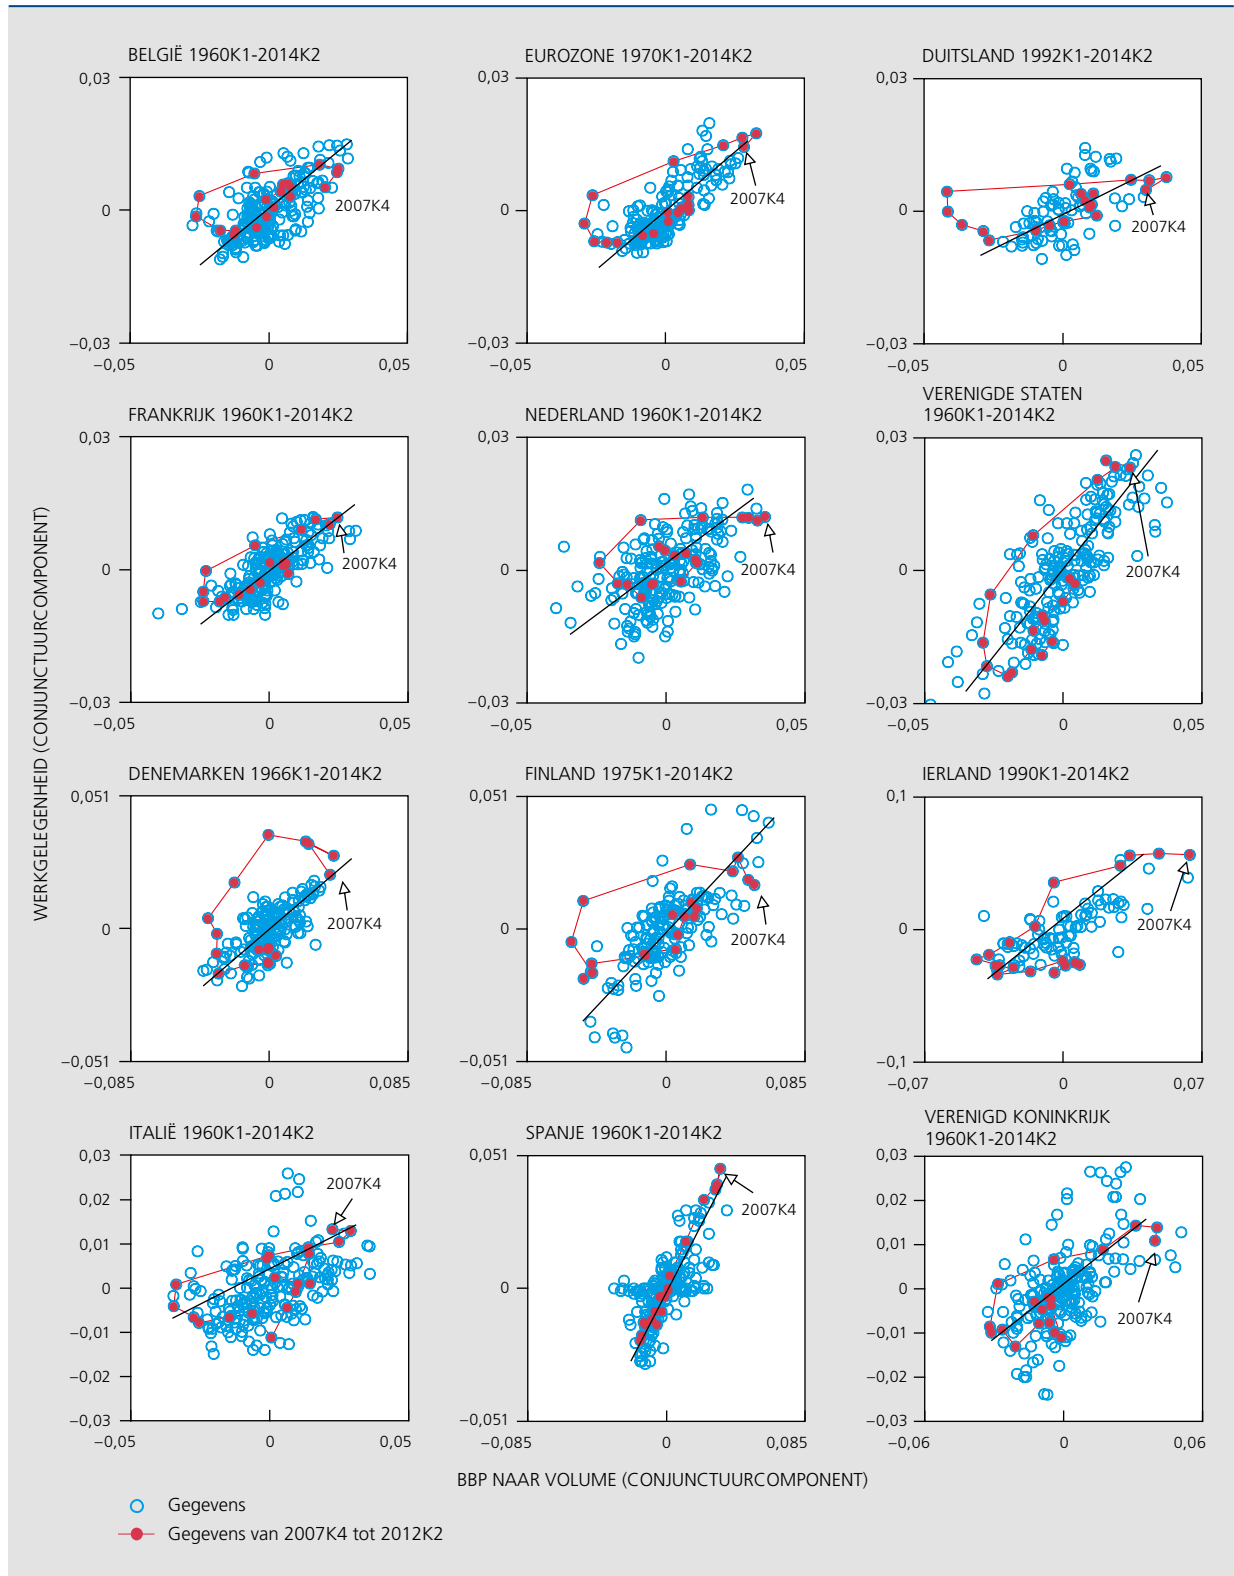 BELGIË 1960K1-2014K2
0,03
0
−0,03
−0,05
0
0,05
2007K4
EUROZONE 1970K1-2014K2
0,03
0
−0,03
−0,05
0
0,05
2007K4
DUITSLAND 1992K1-2014K2
0,03
0
−0,03
−0,05
0
0,05
2007K4
FRANKRIJK 1960K1-2014K2
0,03
0
−0,03
−0,05
0
0,05
2007K4
NEDERLAND 1960K1-2014K2
0,03
0
−0,03
−0,05
0
0,05
2007K4
VERENIGDE STATEN
1960K1-2014K2
0,03
0
−0,03
−0,05
0
0,05
2007K4
WERKGELEGENHEID (CONJUNCTUURCOMPONENT)
DENEMARKEN 1966K1-2014K2
0,051
0
−0,051
−0,085
0
0,085
2007K4
FINLAND 1975K1-2014K2
0,051
0
−0,051
−0,085
0
0,085
2007K4
IERLAND 1990K1-2014K2
0,1
0
−0,1
−0,07
0
0,07
2007K4
ITALIË 1960K1-2014K2
0,03
0,02
0,01
0
−0,01
−0,02
−0,03
−0,05
0
0,05
2007K4
SPANJE 1960K1-2014K2
0,051
0
−0,051
−0,085
0
0,085
2007K4
VERENIGD KONINKRIJK
1960K1-2014K2
0,03
0,02
0,01
0
−0,01
−0,02
−0,03
−0,06
0
0,06
2007K4
BBP NAAR VOLUME (CONJUNCTUURCOMPONENT)
Gegevens
Gegevens van 2007K4 tot 2012K2